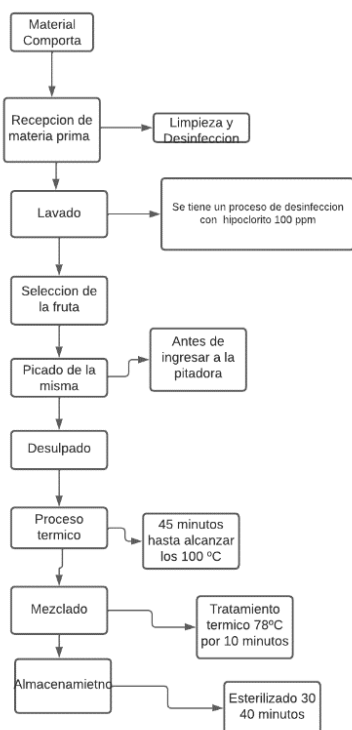 Material
Comporta
Recepcion de
materia prima
Limpieza y
Desinfeccion
Lavado
Se tiene un proceso de desinfeccion
con hipoclorito 100 ppm
Seleccion de
la fruta
Picado de la
misma
Antes de
ingresar a la
pitadora
Desulpado
Proceso
termico
45 minutos
hasta alcanzar
los 100 ºC
Mezclado
Tratamiento
termico 78ºC
por 10 minutos
Almacenamietno
Esterilizado 30
40 minutos